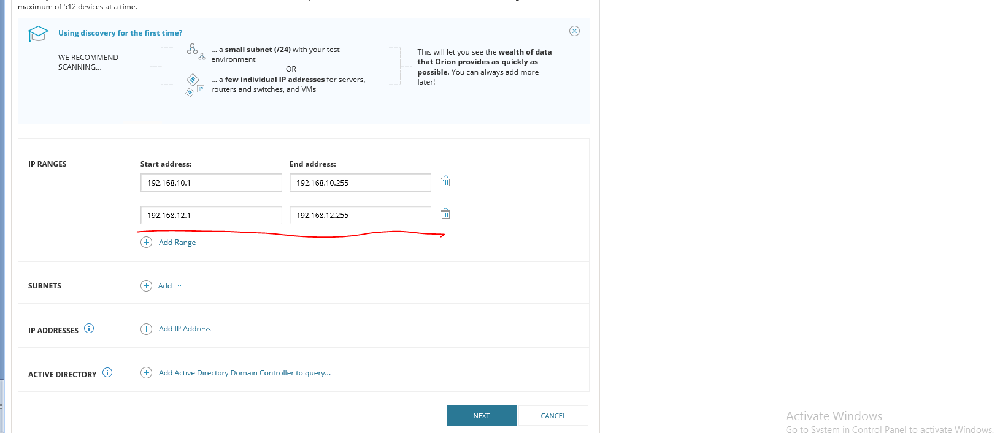 maximum of 512 devices at a time.
Using discovery for the first time?
WE RECOMMEND
SCANNING...
... a small subnet (/24) with your test
environment
OR
... a few individual IP addresses for servers,
routers and switches, and VMs
IP
IP
IP
This will let you see the wealth of data
that Orion provides as quickly as
possible. You can always add more
later!
IP RANGES
Start address:
End address:
192.168.10.1
192.168.10.255
192.168.12.1
192.168.12.255
Add Range
SUBNETS
Add
IP ADDRESSES
Add IP Address
ACTIVE DIRECTORY
Add Active Directory Domain Controller to query...
NEXT
CANCEL
Activate Windows
Go to System in Control Panel to activate Windows.